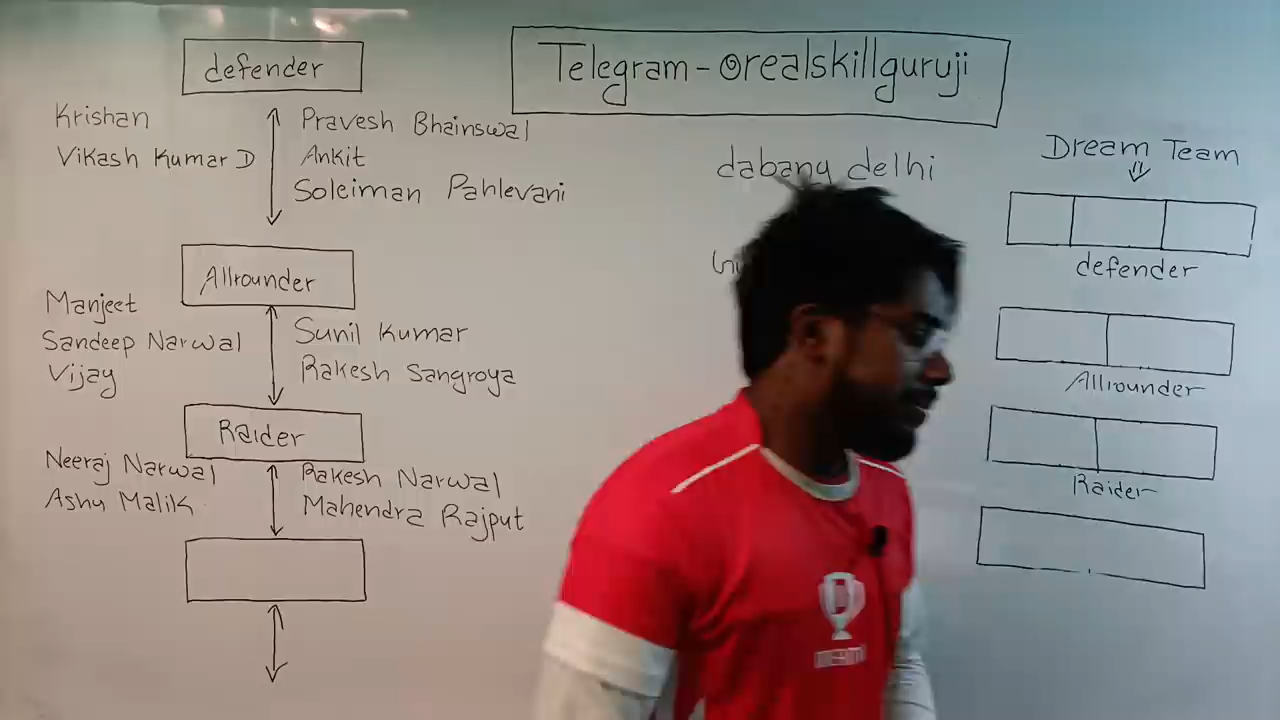 defender
Telegram - @realskillguruji
Krishan
Vikash Kumar D
Pravesh Bhainswal
Ankit
Soleiman Pahlevani
dabang delhi
Dream Team
defender
Allrounder
Manjeet
Sandeep Narwal
Vijay
Sunil Kumar
Rakesh Sangroya
Allrounder
Raider
Neeraj Narwal
Ashu Malik
Rakesh Narwal
Mahendra Rajput
Raider